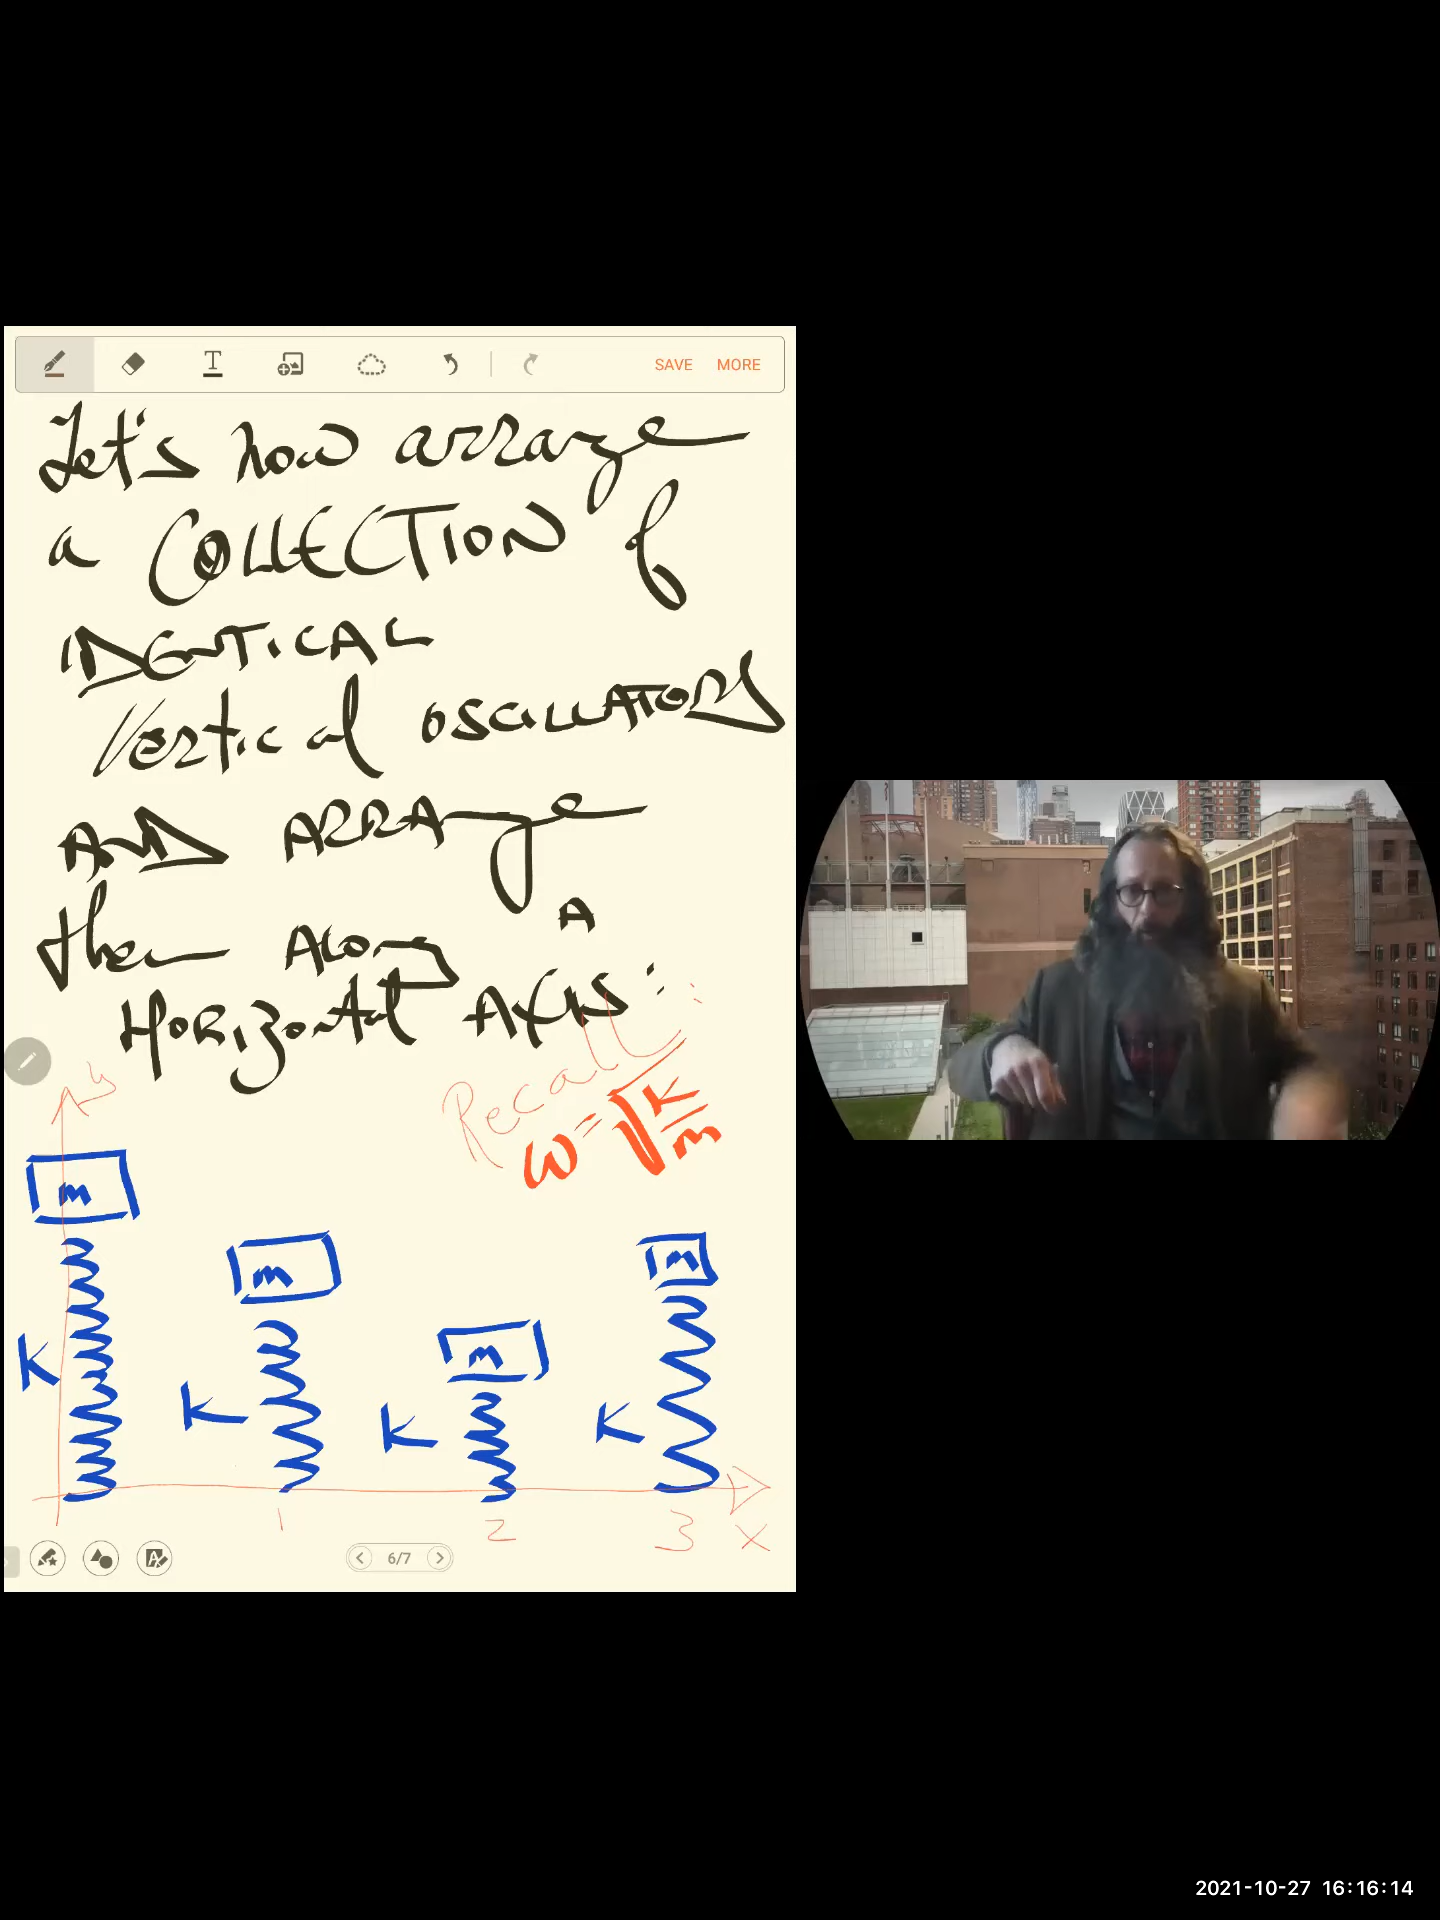 SAVE MORE
Let's now arrange
a COLLECTION of
IDENTICAL
Vertical OSCILLATORY
AND ARRAnge
them Along A
HORIZontal AXIS:
Recall:
ω=√K/m
y
m
m
m
m
K
K
K
K
1 2 3 X
6/7
2021-10-27 16:16:14